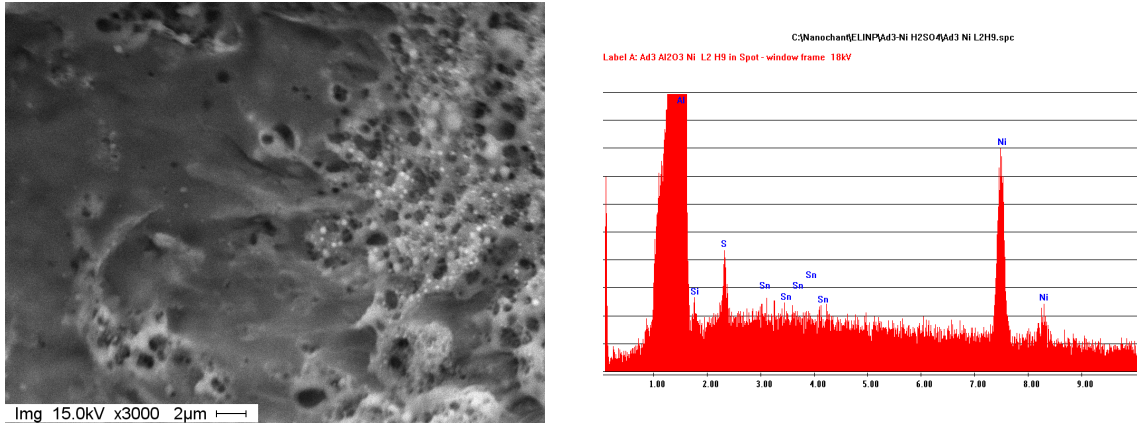 Img 15.0kV x3000 2µm
C:\Nanochant\ELINP\Ad3-Ni H2SO4\Ad3 Ni L2H9.spc
Label A: Ad3 Al2O3 Ni L2 H9 in Spot - window frame 18kV
Al
Ni
S
Sn
Sn
Sn
Si
Sn
Sn
Ni
1.00 2.00 3.00 4.00 5.00 6.00 7.00 8.00 9.00